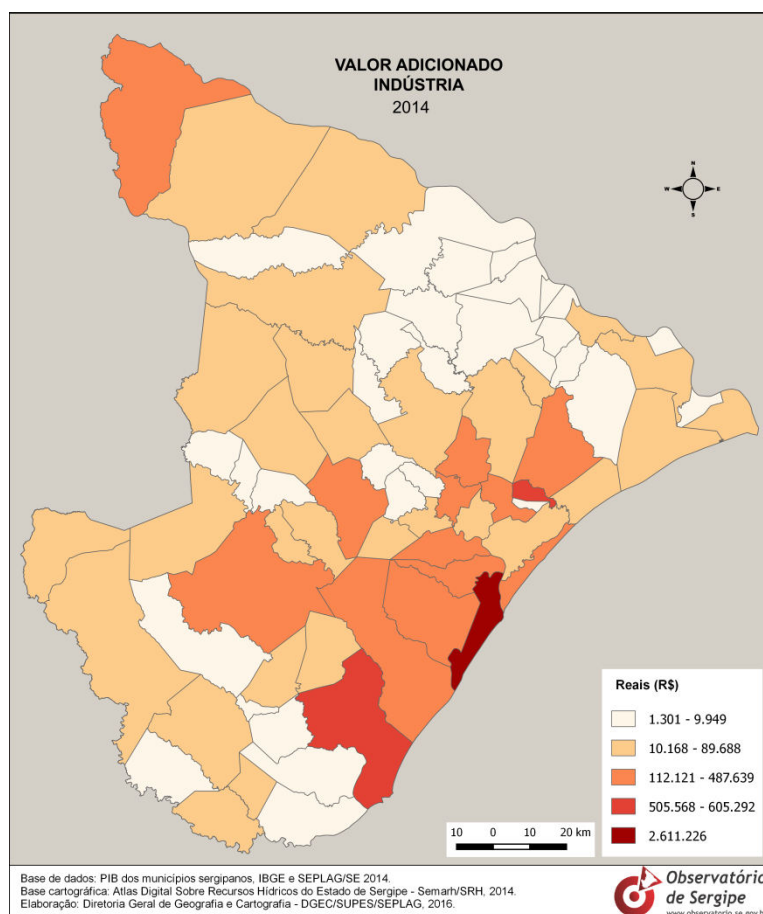 VALOR ADICIONADO
INDÚSTRIA
2014
N
W E
S
Reais (R$)
1.301 - 9.949
10.168 - 89.688
112.121 - 487.639
505.568 - 605.292
2.611.226
10 0 10 20 km
Base de dados: PIB dos municípios sergipanos, IBGE e SEPLAG/SE 2014.
Base cartográfica: Atlas Digital Sobre Recursos Hídricos do Estado de Sergipe - Semarh/SRH, 2014.
Elaboração: Diretoria Geral de Geografia e Cartografia - DGEC/SUPES/SEPLAG, 2016.
Observatório
de Sergipe